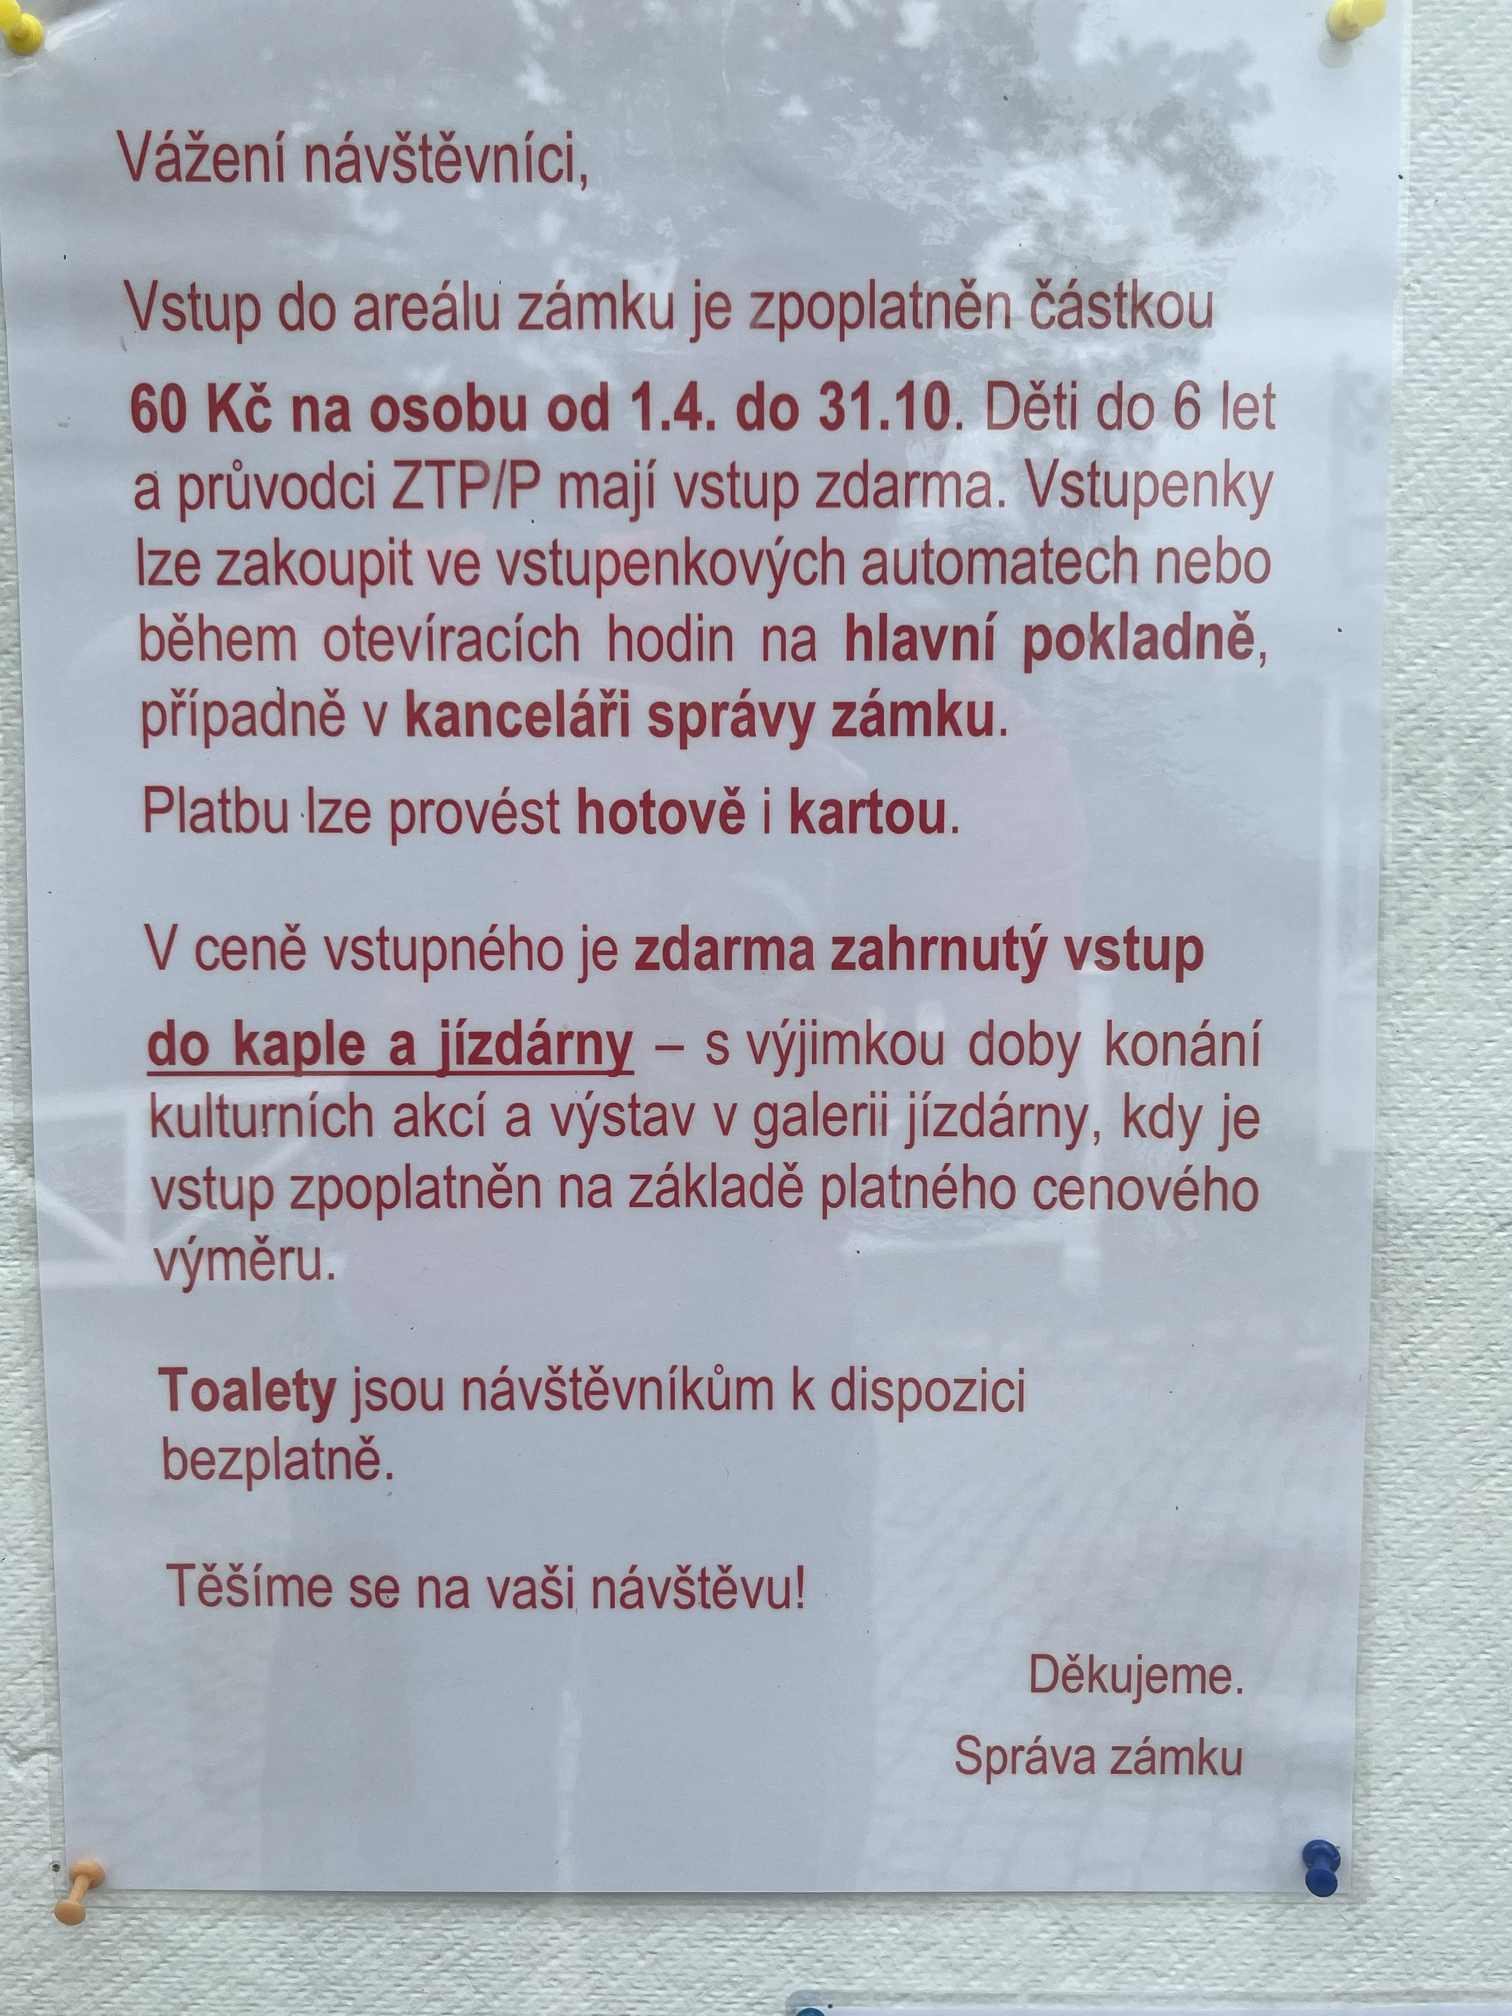 Vážení návštěvníci,
Vstup do areálu zámku je zpoplatněn částkou
60 Kč na osobu od 1.4. do 31.10. Děti do 6 let
a průvodci ZTP/P mají vstup zdarma. Vstupenky
lze zakoupit ve vstupenkových automatech nebo
během otevíracích hodin na hlavní pokladně,
případně v kanceláři správy zámku.
Platbu lze provést hotově i kartou.
V ceně vstupného je zdarma zahrnutý vstup
do kaple a jízdárny – s výjimkou doby konání
kulturních akcí a výstav v galerii jízdárny, kdy je
vstup zpoplatněn na základě platného cenového
výměru.
Toalety jsou návštěvníkům k dispozici
bezplatně.
Těšíme se na vaši návštěvu!
Děkujeme.
Správa zámku